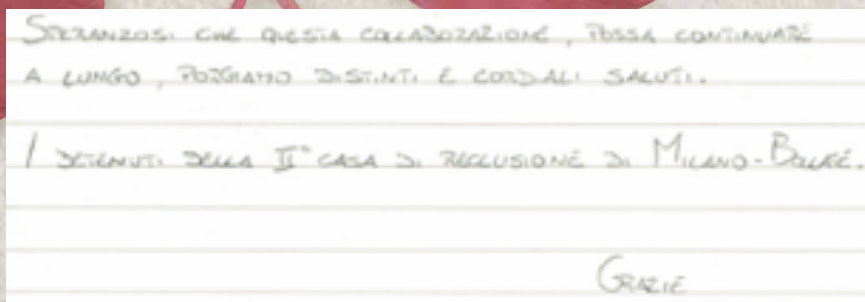 SPERANZOSI CHE QUESTA COLLABORAZIONE, POSSA CONTINUARE
A LUNGO, PORGIAMO DISTINTI E CORDIALI SALUTI.
I DETENUTI DELLA II° CASA DI RECLUSIONE DI MILANO-BOLLATE.
GRAZIE